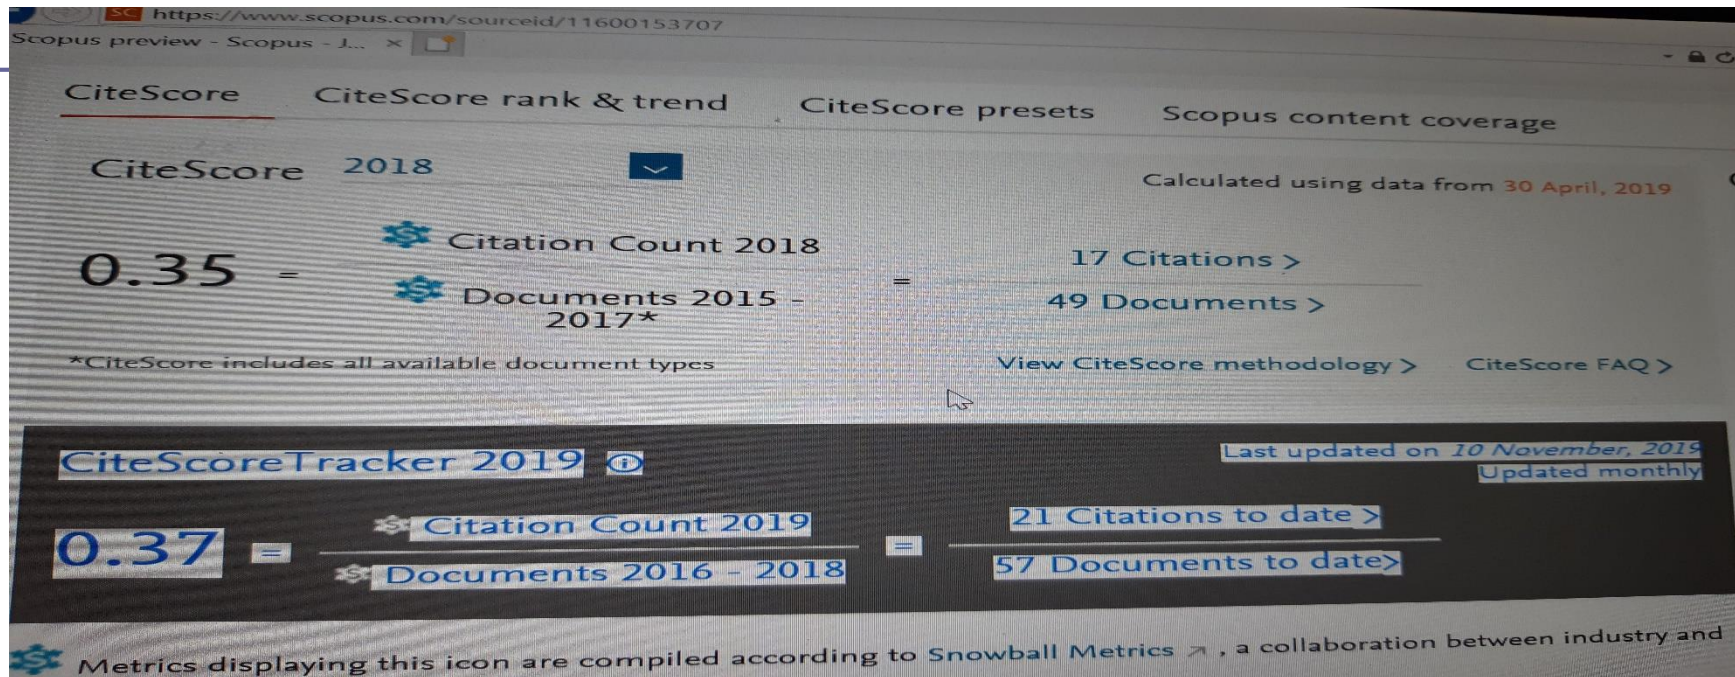 SC https://www.scopus.com/sourceid/11600153707
Scopus preview - Scopus - J... ×
CiteScore CiteScore rank & trend CiteScore presets Scopus content coverage
CiteScore 2018
Calculated using data from 30 April, 2019
0.35 = Citation Count 2018 = 17 Citations >
Documents 2015 - 49 Documents >
2017*
*CiteScore includes all available document types View CiteScore methodology > CiteScore FAQ >
CiteScoreTracker 2019
Last updated on 10 November, 2019
Updated monthly
0.37 = Citation Count 2019 = 21 Citations to date >
Documents 2016 - 2018 57 Documents to date>
Metrics displaying this icon are compiled according to Snowball Metrics ↗ , a collaboration between industry and